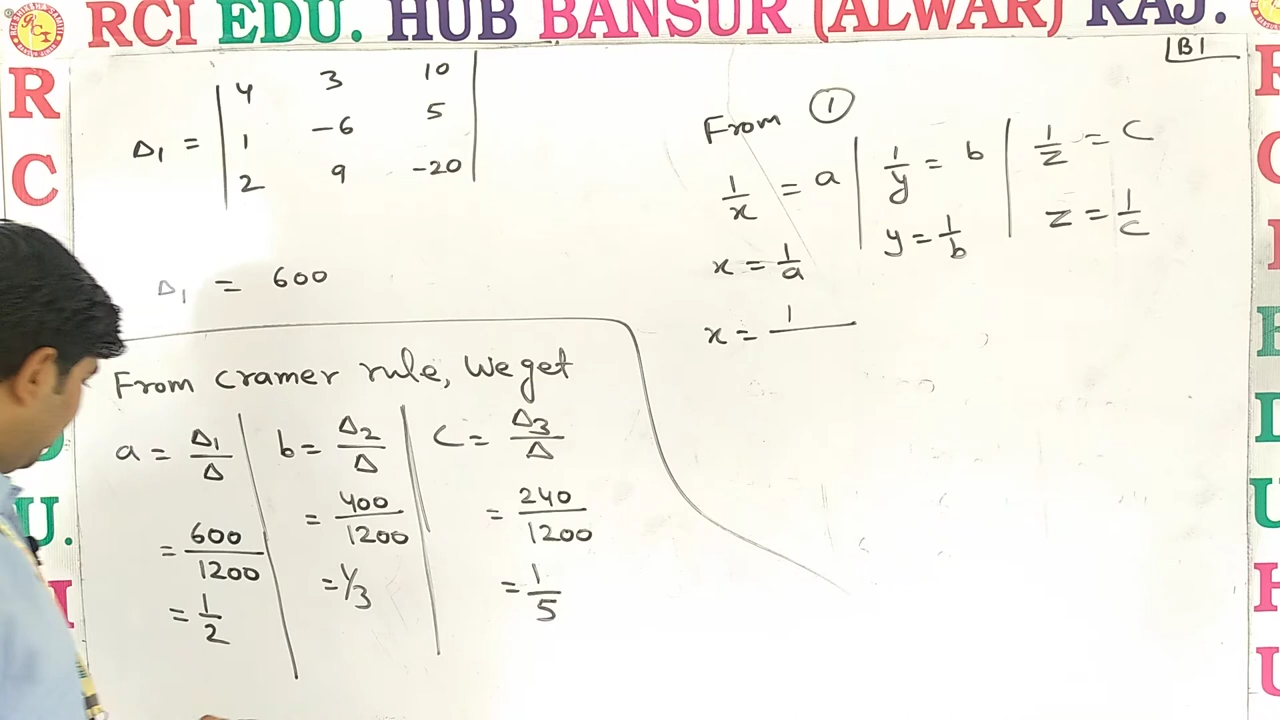 RCI EDU. HUB BANSUR (ALWAR) RAJ.
B1
Δ₁ = | 4 3 10 |
| 1 -6 5 |
| 2 9 -20 |
Δ₁ = 600
From cramer rule, We get
a = Δ₁/Δ | b = Δ₂/Δ | C = Δ₃/Δ
= 600/1200 | = 400/1200 | = 240/1200
= 1/2 | = 1/3 | = 1/5
From ①
1/x = a | 1/y = b | 1/z = C
x = 1/a | y = 1/b | z = 1/C
x = 1/
R
C
U.
R
C
E
D
U
H
U